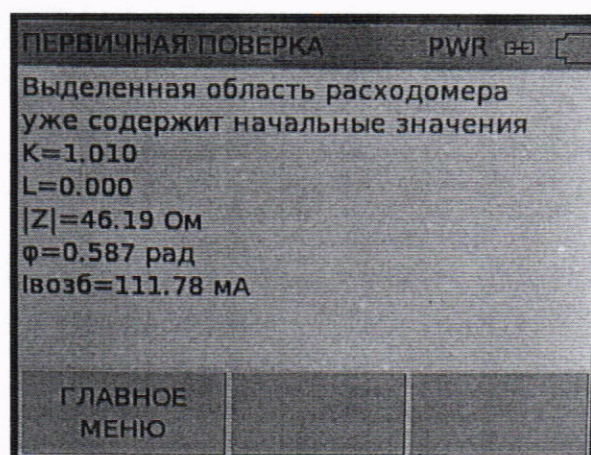 ПЕРВИЧНАЯ ПОВЕРКА PWR
Выделенная область расходомера
уже содержит начальные значения
K=1.010
L=0.000
|Z|=46.19 Ом
φ=0.587 рад
Iвозб=111.78 мА
ГЛАВНОЕ
МЕНЮ